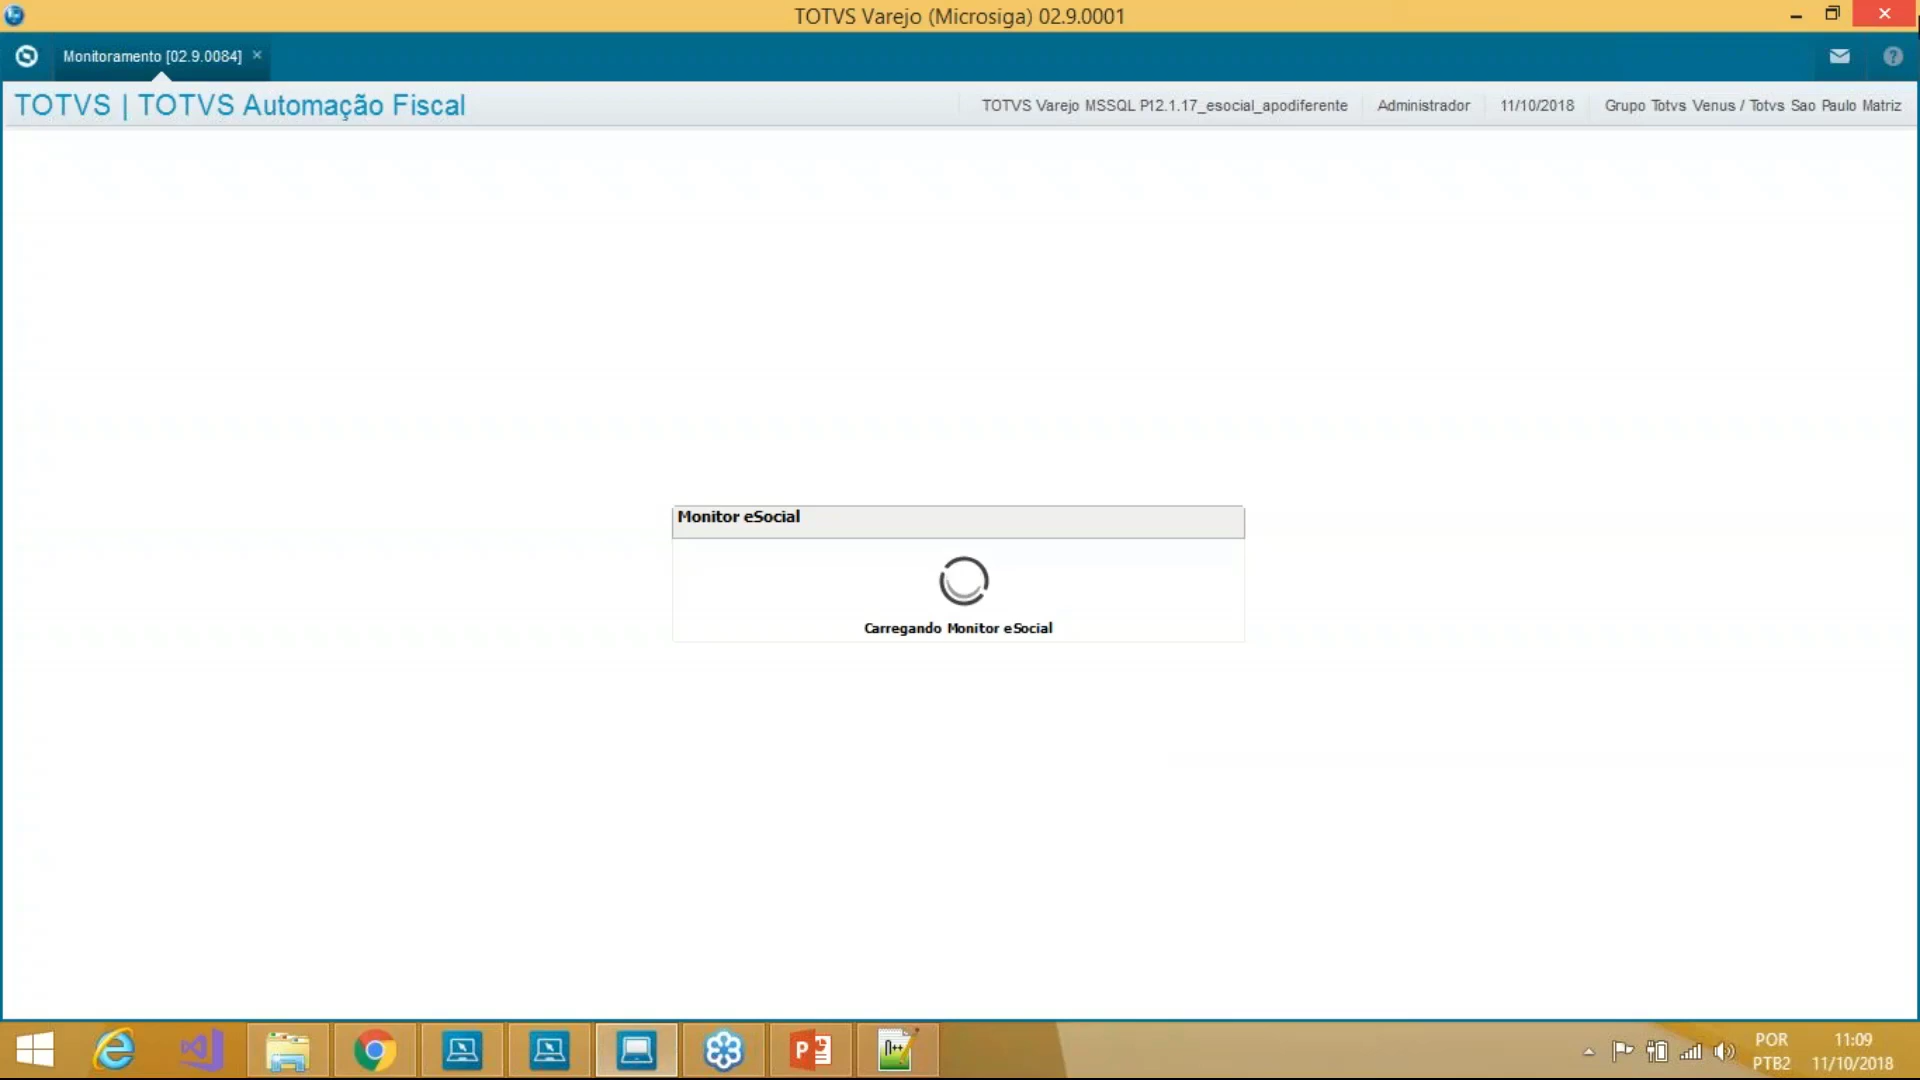 TOTVS Varejo (Microsiga) 02.9.0001
Monitoramento [02.9.0084]
TOTVS | TOTVS Automação Fiscal
TOTVS Varejo MSSQL P12.1.17_esocial_apodiferente
Administrador
11/10/2018
Grupo Totvs Venus / Totvs Sao Paulo Matriz
Monitor eSocial
Carregando Monitor eSocial
POR
PTB2
11:09
11/10/2018